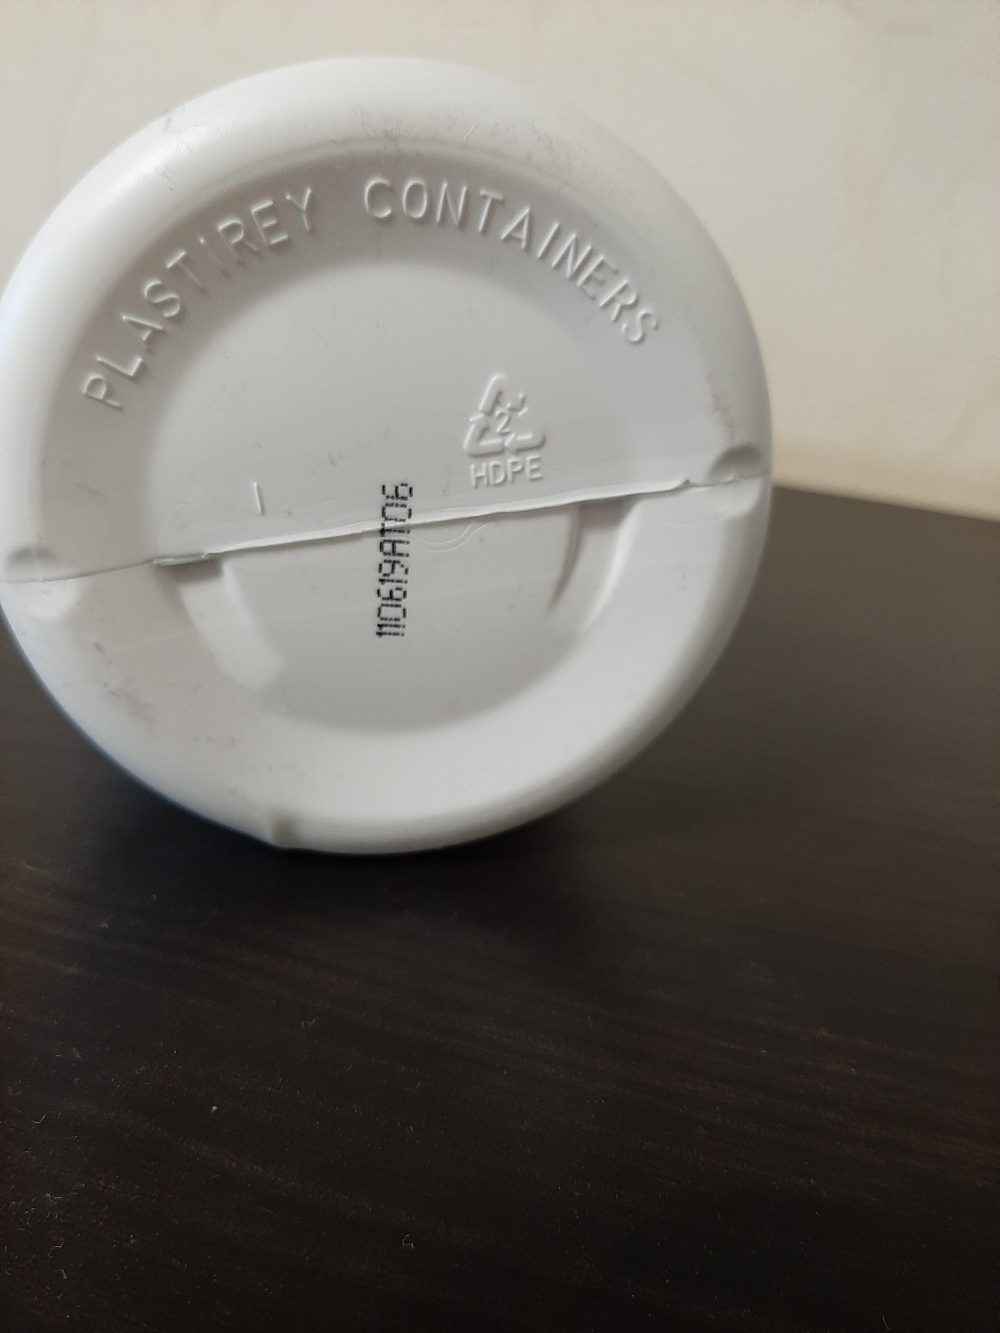 PLASTIREY CONTAINERS
2
HDPE
I
110619AT06